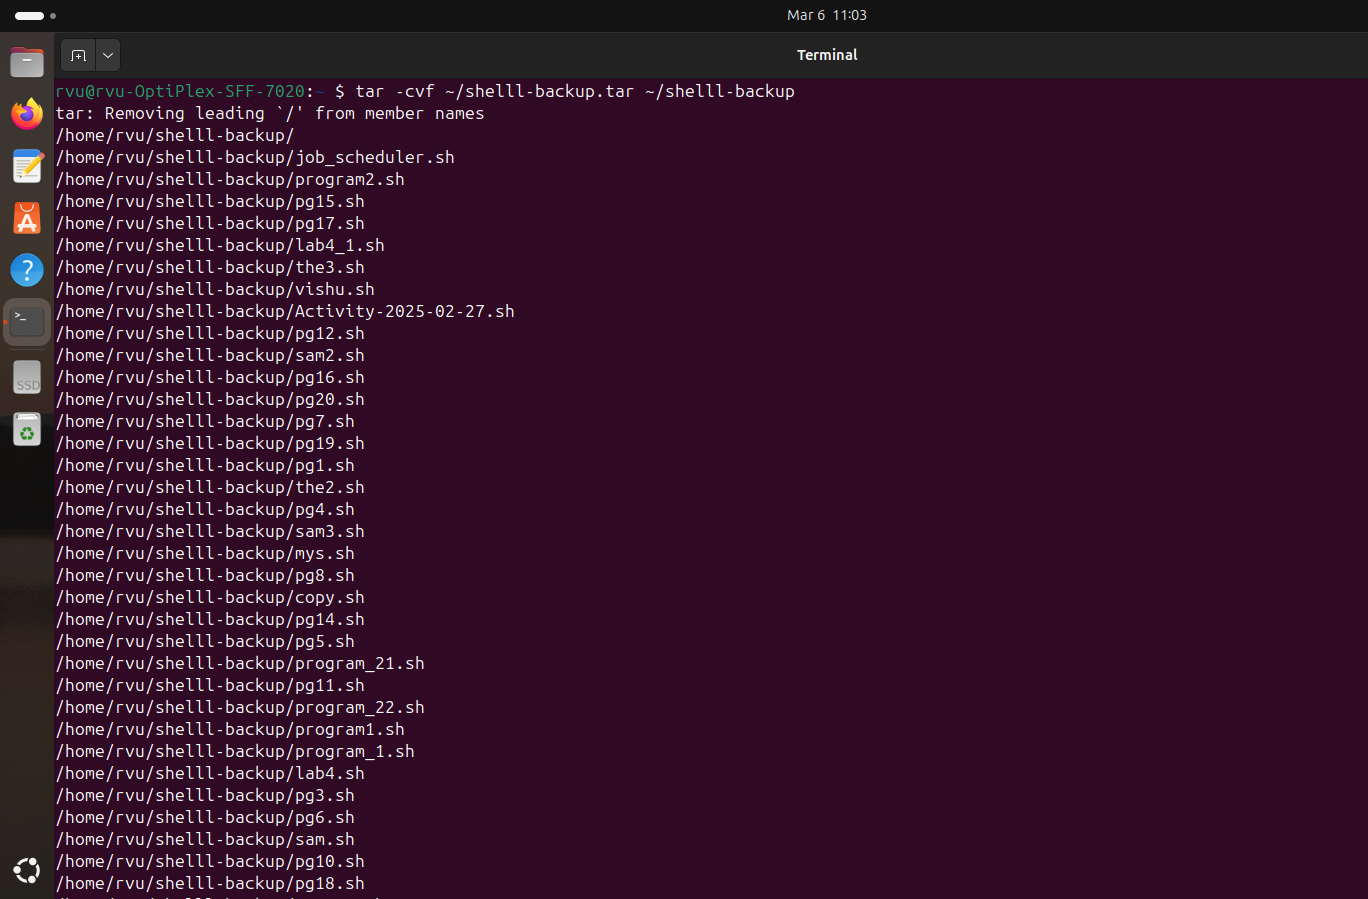 Mar 6 11:03
Terminal
rvu@rvu-OptiPlex-SFF-7020:~ $ tar -cvf ~/shelll-backup.tar ~/shelll-backup
tar: Removing leading `/' from member names
/home/rvu/shelll-backup/
/home/rvu/shelll-backup/job_scheduler.sh
/home/rvu/shelll-backup/program2.sh
/home/rvu/shelll-backup/pg15.sh
/home/rvu/shelll-backup/pg17.sh
/home/rvu/shelll-backup/lab4_1.sh
/home/rvu/shelll-backup/the3.sh
/home/rvu/shelll-backup/vishu.sh
/home/rvu/shelll-backup/Activity-2025-02-27.sh
/home/rvu/shelll-backup/pg12.sh
/home/rvu/shelll-backup/sam2.sh
/home/rvu/shelll-backup/pg16.sh
/home/rvu/shelll-backup/pg20.sh
/home/rvu/shelll-backup/pg7.sh
/home/rvu/shelll-backup/pg19.sh
/home/rvu/shelll-backup/pg1.sh
/home/rvu/shelll-backup/the2.sh
/home/rvu/shelll-backup/pg4.sh
/home/rvu/shelll-backup/sam3.sh
/home/rvu/shelll-backup/mys.sh
/home/rvu/shelll-backup/pg8.sh
/home/rvu/shelll-backup/copy.sh
/home/rvu/shelll-backup/pg14.sh
/home/rvu/shelll-backup/pg5.sh
/home/rvu/shelll-backup/program_21.sh
/home/rvu/shelll-backup/pg11.sh
/home/rvu/shelll-backup/program_22.sh
/home/rvu/shelll-backup/program1.sh
/home/rvu/shelll-backup/program_1.sh
/home/rvu/shelll-backup/lab4.sh
/home/rvu/shelll-backup/pg3.sh
/home/rvu/shelll-backup/pg6.sh
/home/rvu/shelll-backup/sam.sh
/home/rvu/shelll-backup/pg10.sh
/home/rvu/shelll-backup/pg18.sh
SSD